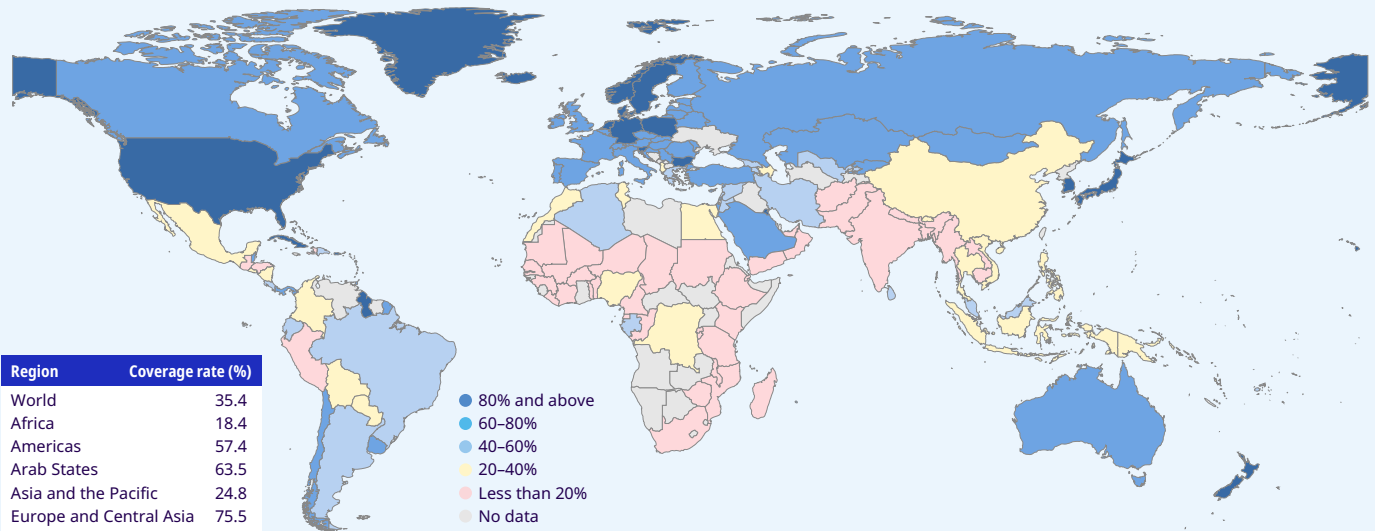 Region Coverage rate (%)
World 35.4
Africa 18.4
Americas 57.4
Arab States 63.5
Asia and the Pacific 24.8
Europe and Central Asia 75.5
80% and above
60–80%
40–60%
20–40%
Less than 20%
No data